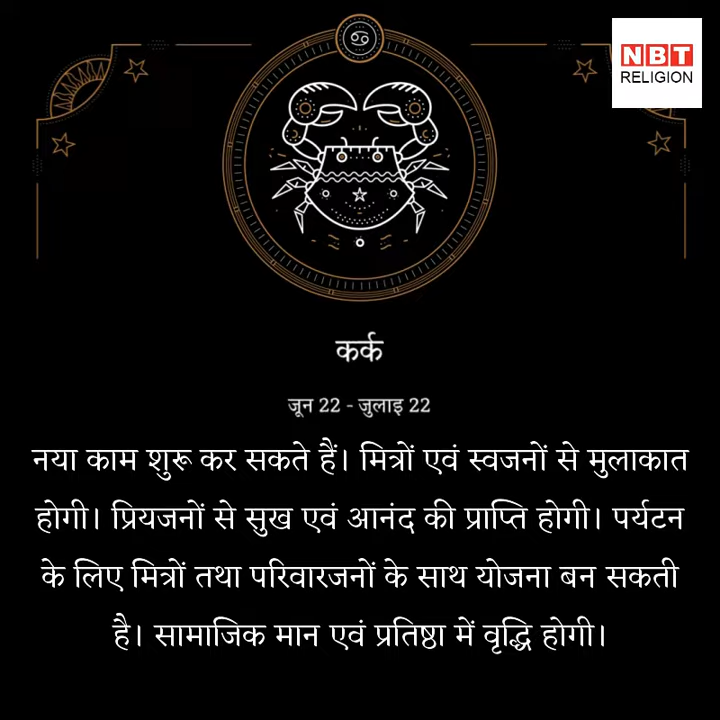 NBT
RELIGION
कर्क
जून 22 - जुलाइ 22
नया काम शुरू कर सकते हैं। मित्रों एवं स्वजनों से मुलाकात
होगी। प्रियजनों से सुख एवं आनंद की प्राप्ति होगी। पर्यटन
के लिए मित्रों तथा परिवारजनों के साथ योजना बन सकती
है। सामाजिक मान एवं प्रतिष्ठा में वृद्धि होगी।